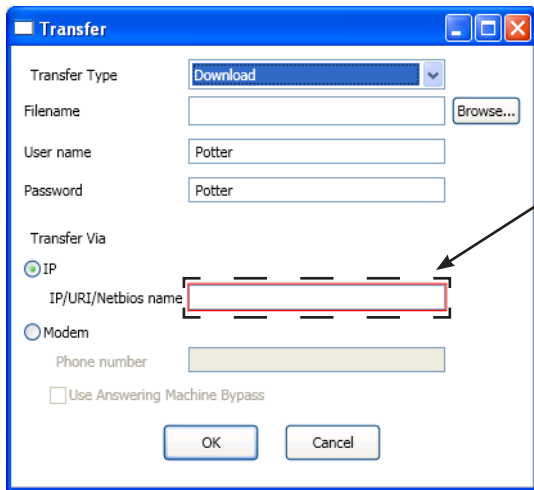 Transfer
Transfer Type Download
Filename Browse...
User name Potter
Password Potter
Transfer Via
IP
IP/URI/Netbios name
Modem
Phone number
Use Answering Machine Bypass
OK Cancel